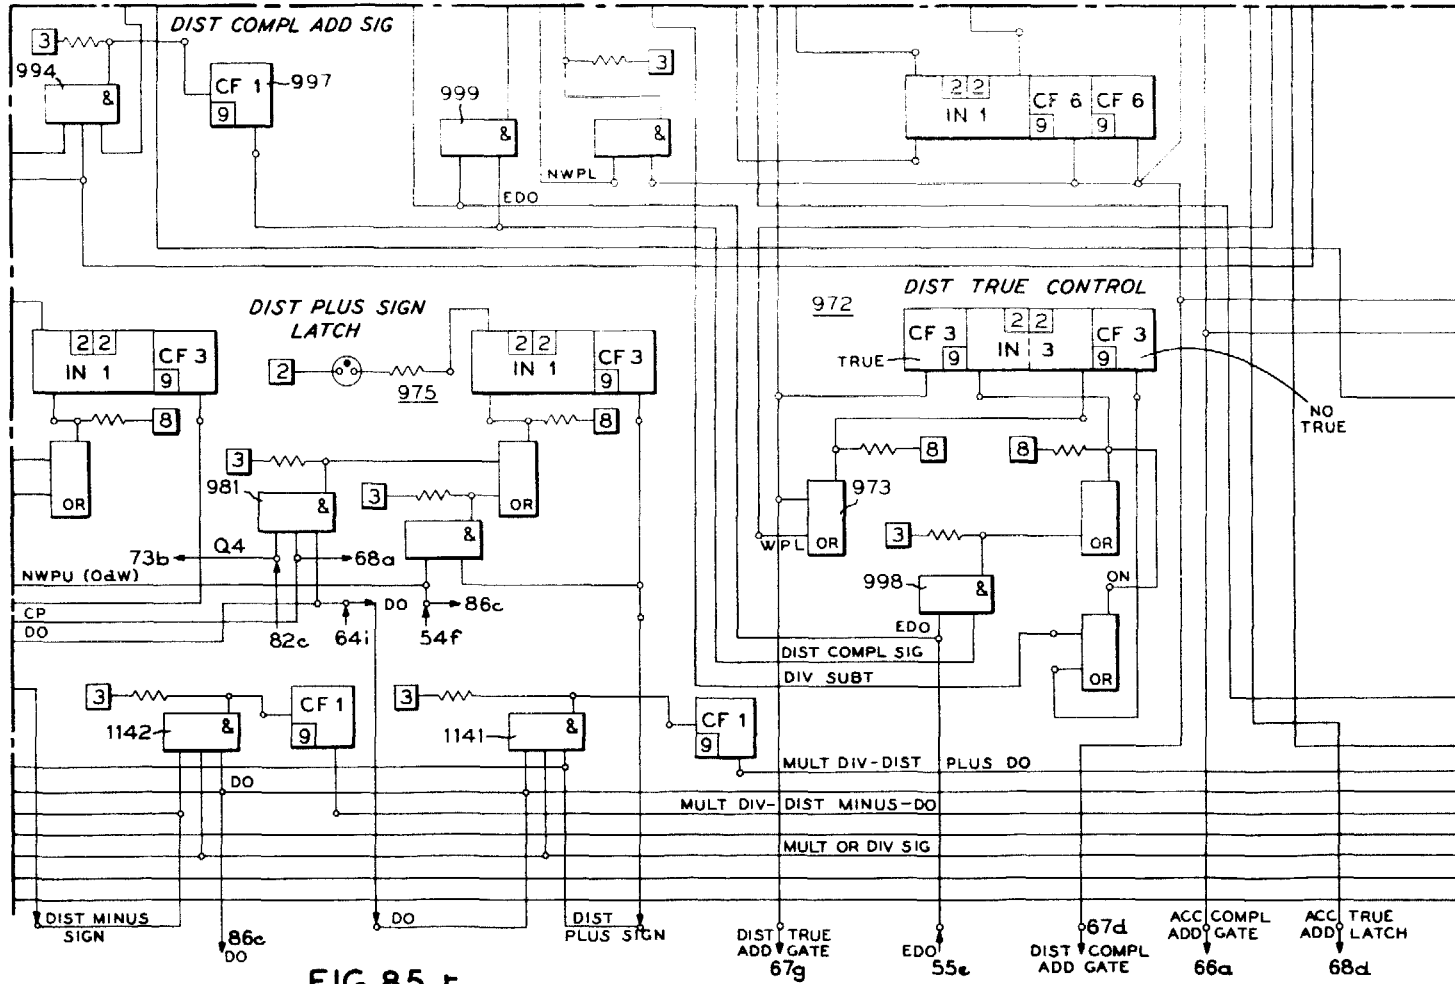 DIST COMPL ADD SIG
3
994
&
CF 1
9
997
999
&
3
&
NWPL
EDO
2 2
IN 1
CF 6
9
CF 6
9
DIST PLUS SIGN
LATCH
2 2
IN 1
CF 3
9
2
975
2 2
IN 1
CF 3
9
972
DIST TRUE CONTROL
CF 3
9
2 2
IN 3
CF 3
9
TRUE
NO
TRUE
8
OR
3
981
&
3
8
OR
&
8
8
973
OR
WPL
3
OR
998
&
ON
73b
Q4
68a
NWPU (0dW)
CP
DO
82c
64i
DO
54f
86c
EDO
DIST COMPL SIG
DIV SUBT
OR
3
1142
&
CF 1
9
3
1141
&
CF 1
9
MULT DIV-DIST PLUS DO
DO
MULT DIV-DIST MINUS-DO
MULT OR DIV SIG
DIST MINUS
SIGN
86c
DO
DO
DIST
PLUS SIGN
DIST TRUE
ADD GATE
67g
EDO
55e
67d
DIST COMPL
ADD GATE
ACC COMPL
ADD GATE
66a
ACC TRUE
ADD LATCH
68d
FIG 85